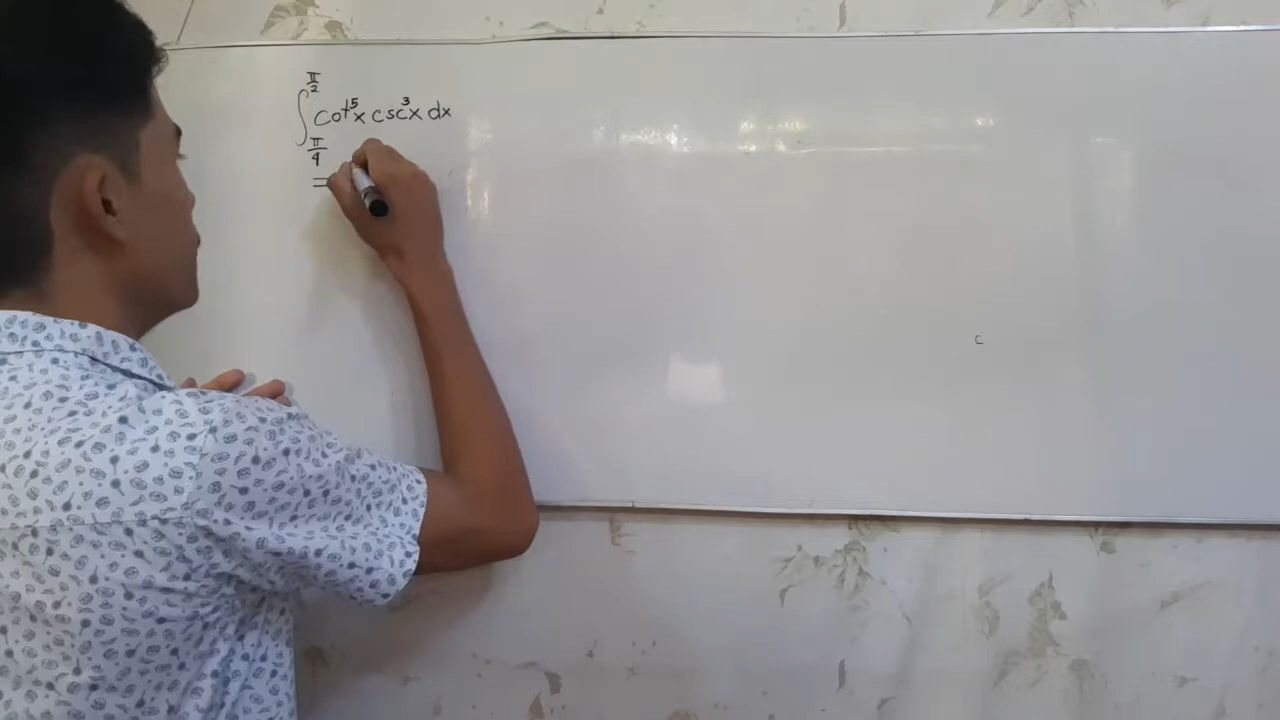 ∫_{π/4}^{π/2} cot⁵x csc³x dx
=
c